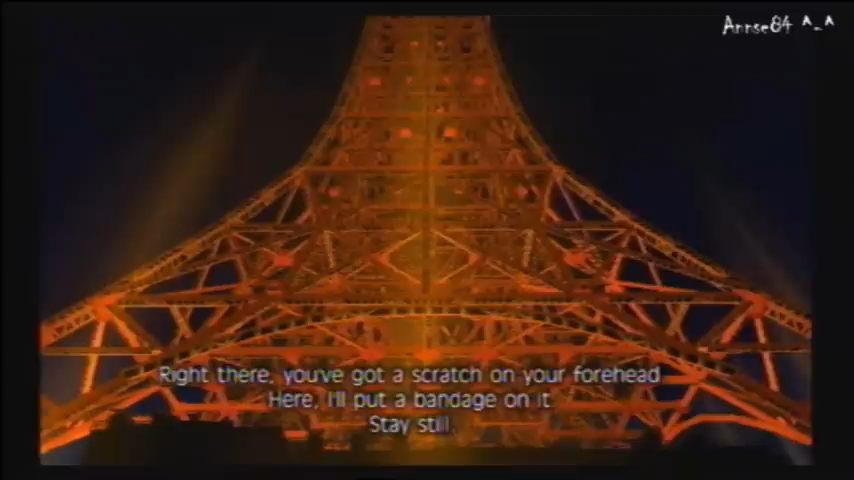 Annse84 ^_^
Right there, you've got a scratch on your forehead
Here, I'll put a bandage on it
Stay still.